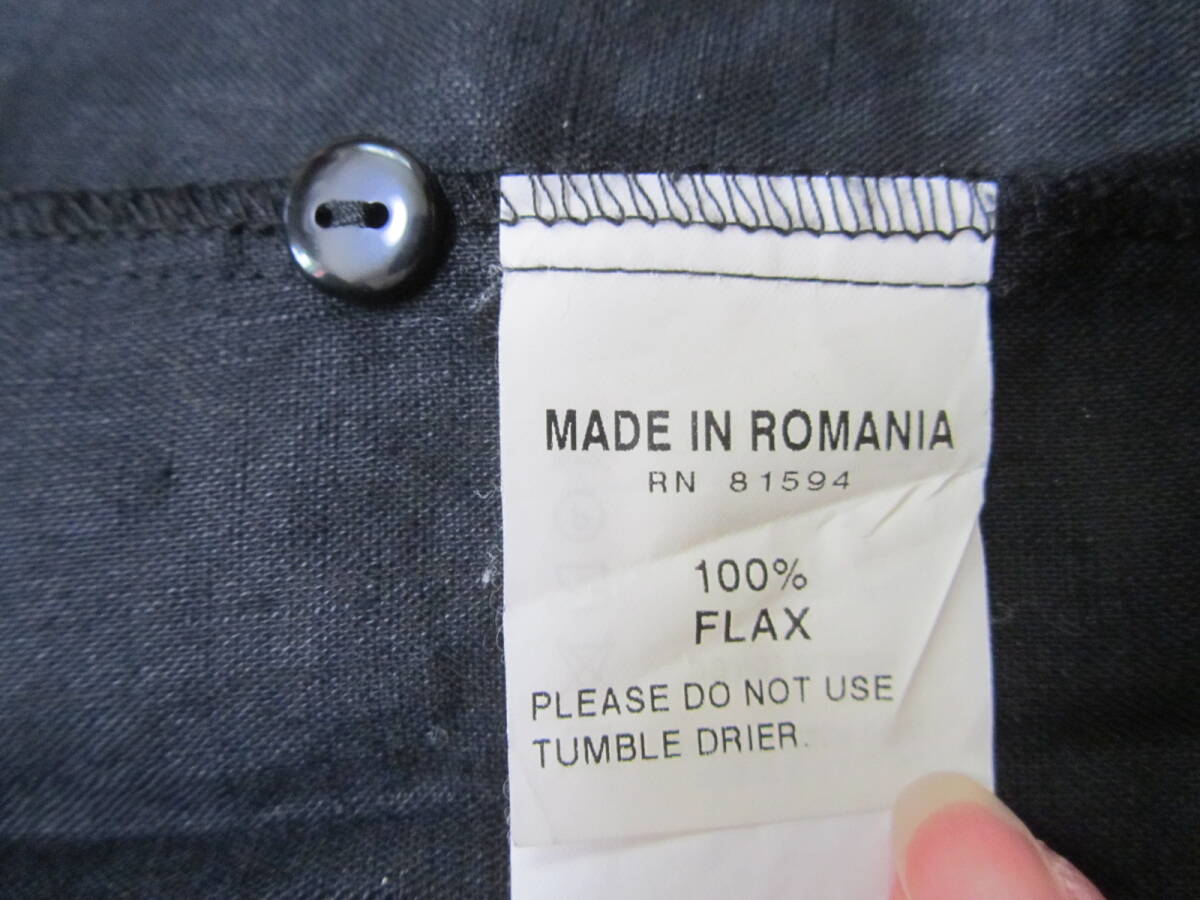 MADE IN ROMANIA
RN 81594
100%
FLAX
PLEASE DO NOT USE
TUMBLE DRIER.